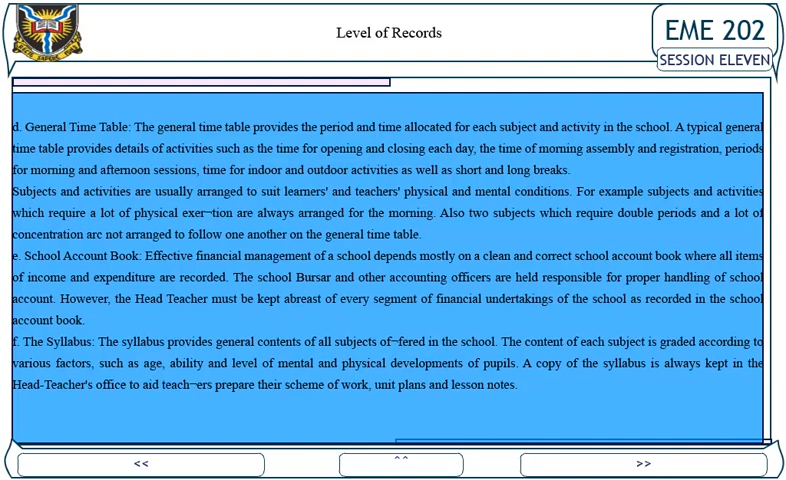 Level of Records
EME 202
SESSION ELEVEN
d. General Time Table: The general time table provides the period and time allocated for each subject and activity in the school. A typical general
time table provides details of activities such as the time for opening and closing each day, the time of morning assembly and registration, periods
for morning and afternoon sessions, time for indoor and outdoor activities as well as short and long breaks.
Subjects and activities are usually arranged to suit learners' and teachers' physical and mental conditions. For example subjects and activities
which require a lot of physical exer¬tion are always arranged for the morning. Also two subjects which require double periods and a lot of
concentration arc not arranged to follow one another on the general time table.
e. School Account Book: Effective financial management of a school depends mostly on a clean and correct school account book where all items
of income and expenditure are recorded. The school Bursar and other accounting officers are held responsible for proper handling of school
account. However, the Head Teacher must be kept abreast of every segment of financial undertakings of the school as recorded in the school
account book.
f. The Syllabus: The syllabus provides general contents of all subjects of¬fered in the school. The content of each subject is graded according to
various factors, such as age, ability and level of mental and physical developments of pupils. A copy of the syllabus is always kept in the
Head-Teacher's office to aid teach¬ers prepare their scheme of work, unit plans and lesson notes.
<< ^^ >>